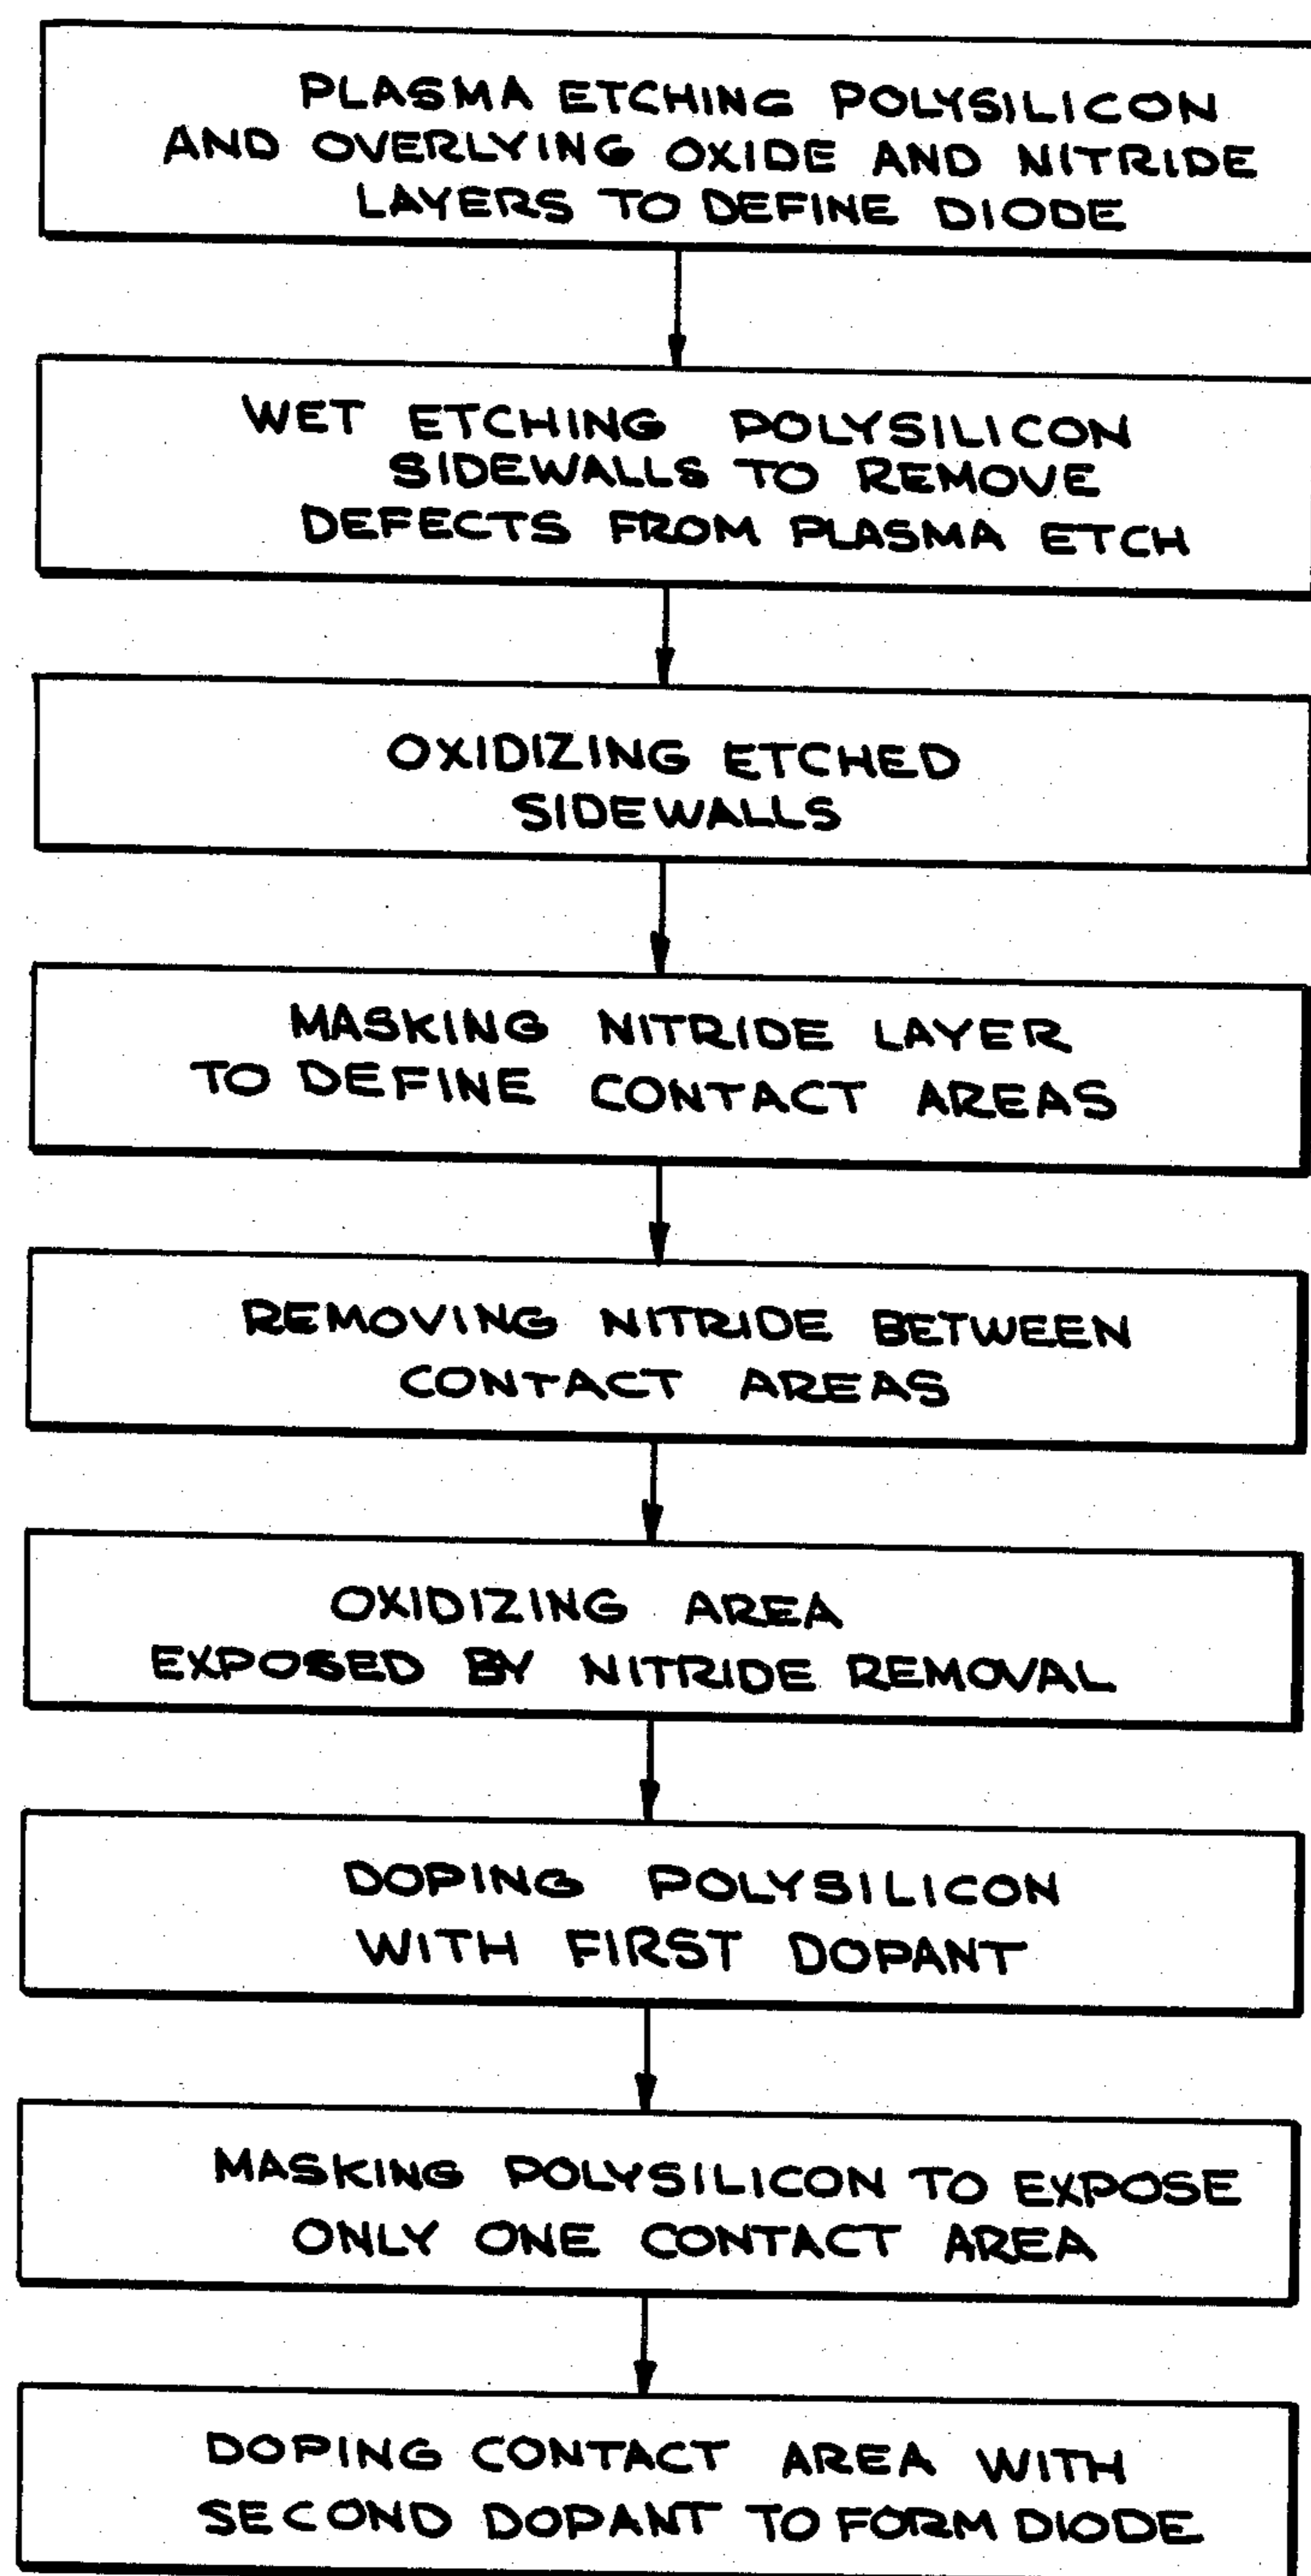 PLASMA ETCHING POLYSILICON
AND OVERLYING OXIDE AND NITRIDE
LAYERS TO DEFINE DIODE
WET ETCHING POLYSILICON
SIDEWALLS TO REMOVE
DEFECTS FROM PLASMA ETCH
OXIDIZING ETCHED
SIDEWALLS
MASKING NITRIDE LAYER
TO DEFINE CONTACT AREAS
REMOVING NITRIDE BETWEEN
CONTACT AREAS
OXIDIZING AREA
EXPOSED BY NITRIDE REMOVAL
DOPING POLYSILICON
WITH FIRST DOPANT
MASKING POLYSILICON TO EXPOSE
ONLY ONE CONTACT AREA
DOPING CONTACT AREA WITH
SECOND DOPANT TO FORM DIODE